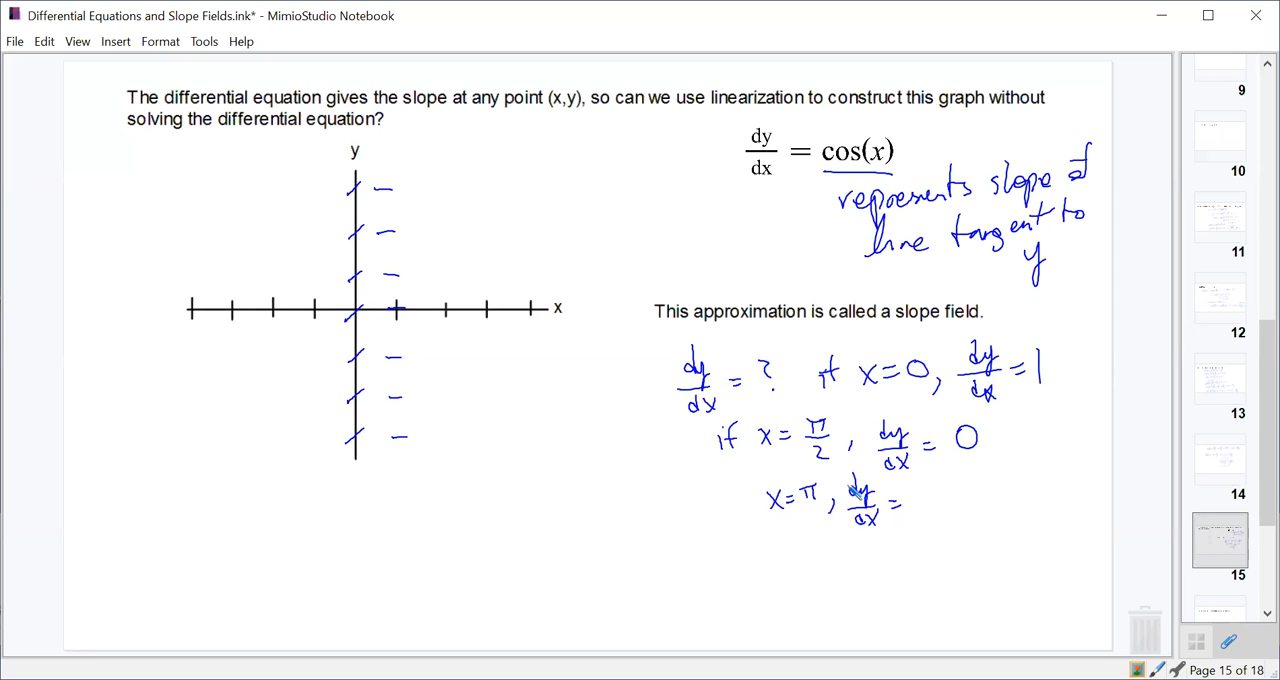 Differential Equations and Slope Fields.ink* - MimioStudio Notebook
File Edit View Insert Format Tools Help
The differential equation gives the slope at any point (x,y), so can we use linearization to construct this graph without
solving the differential equation?
y
dy/dx = cos(x)
represents slope of
line tangent to
y
x
This approximation is called a slope field.
dy/dx = ? if x=0, dy/dx = 1
if x = π/2, dy/dx = 0
x = π, dy/dx =
9
10
11
12
13
14
15
Page 15 of 18